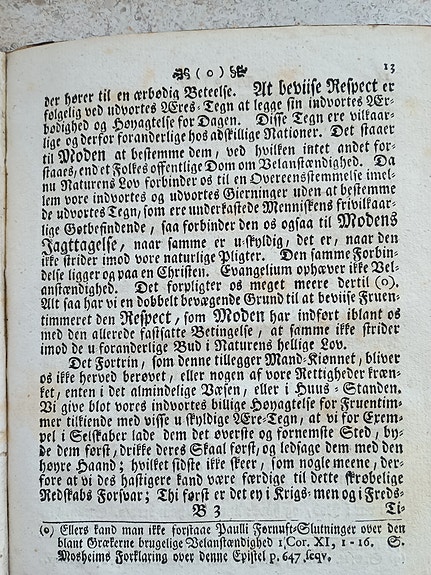 (o) 13
der hører til en ærbødig Beteelse. At beviise Respect er
følgelig ved udvortes Æres-Tegn at legge sin indvortes Ær-
bødighed og Høyagtelse for Dagen. Disse Tegn ere vilkaar-
lige og derfor foranderlige hos adskillige Nationer. Det staaer
til Moden at bestemme dem, ved hvilken intet andet for-
staaes, end et Folkes offentlige Dom om Velanstændighed. Da
nu Naturens Lov forbinder os til en Overeensstemmelse imel-
lem vore indvortes og udvortes Gierninger uden at bestemme
de udvortes Tegn, som ere underkastede Menniskens frivilkaar-
lige Gotbefindende, saa forbinder den os ogsaa til Modens
Jagttagelse, naar samme er u-skyldig, det er, naar den
ikke strider imod vore naturlige Pligter. Den samme Forbin-
delse ligger og paa en Christen. Evangelium ophæver ikke Vel-
anstændighed. Det forpligter os meget meere dertil (o).
Alt saa har vi en dobbelt bevægende Grund til at beviise Fruen-
timmeret den Respect, som Moden har indført iblant os
med den allerede fastsatte Betingelse, at samme ikke strider
imod de u foranderlige Bud i Naturens hellige Lov.
Det Fortrin, som denne tillegger Mand-Kiønnet, bliver
os ikke herved berøvet, eller nogen af vore Rettigheder kræn-
ket, enten i det almindelige Væsen, eller i Huus-Standen.
Vi give blot vores indvortes billige Høyagtelse for Fruentim-
mer tilkiende med visse u skyldige Ære-Tegn, at vi for Exem-
pel i Selskaber lade dem det øverste og fornemste Sted, by-
de dem først, drikke deres Skaal først, og ledsage dem med den
høyre Haand; hvilket sidste ikke skeer, som nogle meene, der-
fore at vi des hastigere kand være færdige til dette skrøbelige
Redskabs Forsvar; Thi først er det ey i Krigs- men og i Freds-
B 3 Ti-
(o) Ellers kand man ikke forstaae Paulli Fornuft-Slutninger over den
blant Grækerne brugelige Velanstændighed 1 Cor. XI, 1-16. S.
Mosheims Forklaring over denne Epistel p. 647. seqv.